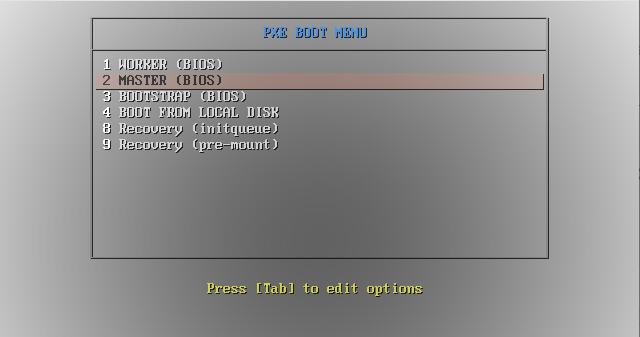 PXE BOOT MENU
1 WORKER (BIOS)
2 MASTER (BIOS)
3 BOOTSTRAP (BIOS)
4 BOOT FROM LOCAL DISK
8 Recovery (initqueue)
9 Recovery (pre-mount)
Press [Tab] to edit options